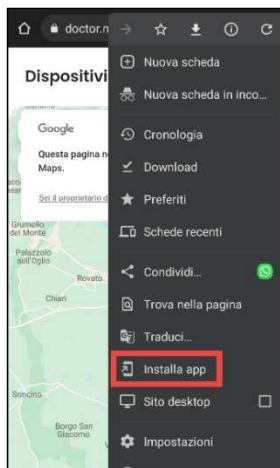 doctor.n
Dispositivi
Google
Questa pagina n
Maps.
Sei il proprietario d
Grumello
del Monte
Palazzolo
sull'Oglio
Rovato
Chiari
Soncino
Borgo San
Giacomo
Nuova scheda
Nuova scheda in inco...
Cronologia
Download
Preferiti
Schede recenti
Condividi...
Trova nella pagina
Traduci...
Installa app
Sito desktop
Impostazioni